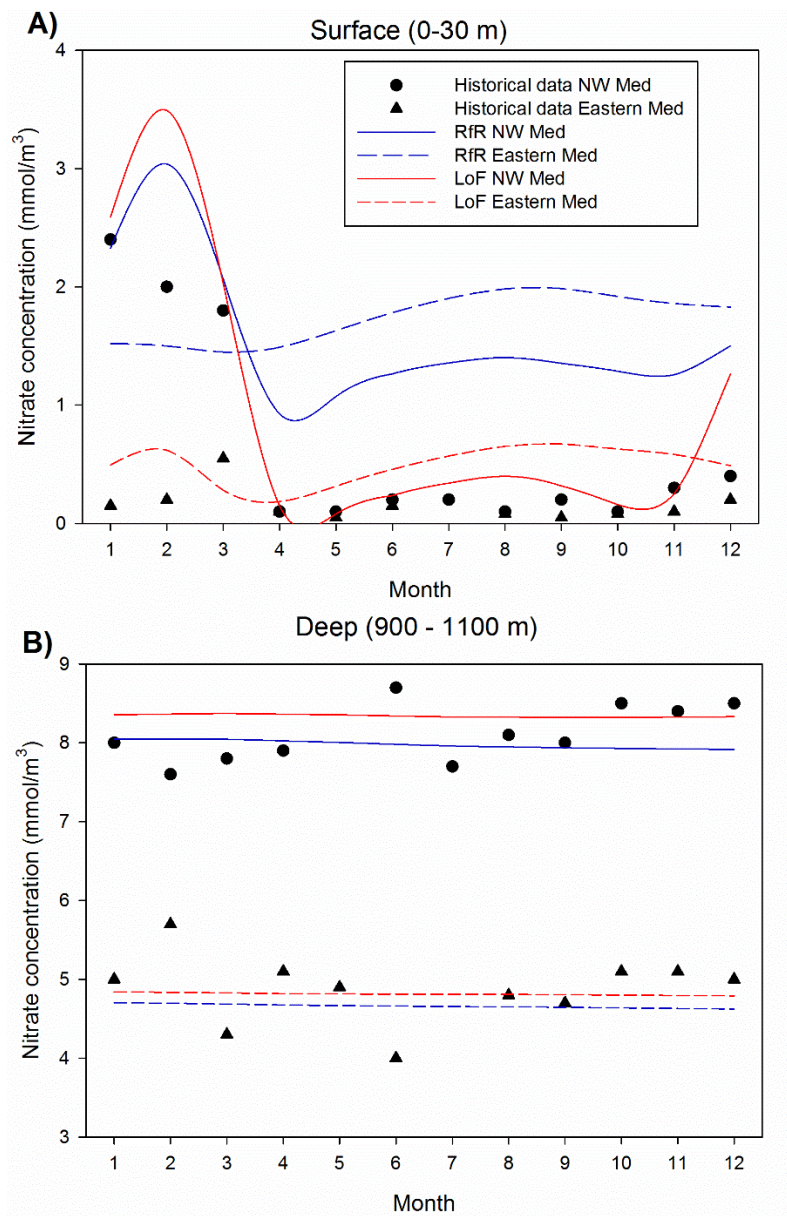 A)
Surface (0-30 m)
Nitrate concentration (mmol/m³)
4
3
2
1
0
Historical data NW Med
Historical data Eastern Med
RfR NW Med
RfR Eastern Med
LoF NW Med
LoF Eastern Med
1 2 3 4 5 6 7 8 9 10 11 12
Month
B)
Deep (900 - 1100 m)
Nitrate concentration (mmol/m³)
9
8
7
6
5
4
3
1 2 3 4 5 6 7 8 9 10 11 12
Month